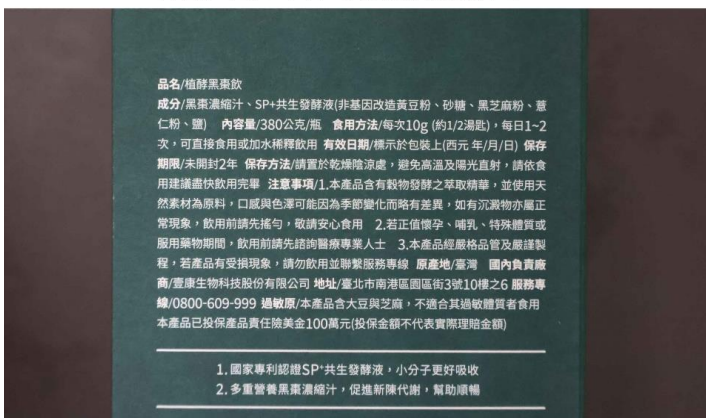 品名/植酵黑棗飲
成分/黑棗濃縮汁、SP+共生發酵液(非基因改造黃豆粉、砂糖、黑芝麻粉、薏
仁粉、鹽) 內容量/380公克/瓶 食用方法/每次10g (約1/2湯匙)，每日1~2
次，可直接食用或加水稀釋飲用 有效日期/標示於包裝上(西元 年/月/日) 保存
期限/未開封2年 保存方法/請置於乾燥陰涼處，避免高溫及陽光直射，請依食
用建議盡快飲用完畢 注意事項/1.本產品含有穀物發酵之萃取精華，並使用天
然素材為原料，口感與色澤可能因為季節變化而略有差異，如有沉澱物亦屬正
常現象，飲用前請先搖勻，敬請安心食用 2.若正值懷孕、哺乳、特殊體質或
服用藥物期間，飲用前請先諮詢醫療專業人士 3.本產品經嚴格品管及嚴謹製
程，若產品有受損現象，請勿飲用並聯繫服務專線 原產地/臺灣 國內負責廠
商/壹康生物科技股份有限公司 地址/臺北市南港區園區街3號10樓之6 服務專
線/0800-609-999 過敏原/本產品含大豆與芝麻，不適合其過敏體質者食用
本產品已投保產品責任險美金100萬元(投保金額不代表實際理賠金額)
1.國家專利認證SP⁺共生發酵液，小分子更好吸收
2.多重營養黑棗濃縮汁，促進新陳代謝，幫助順暢